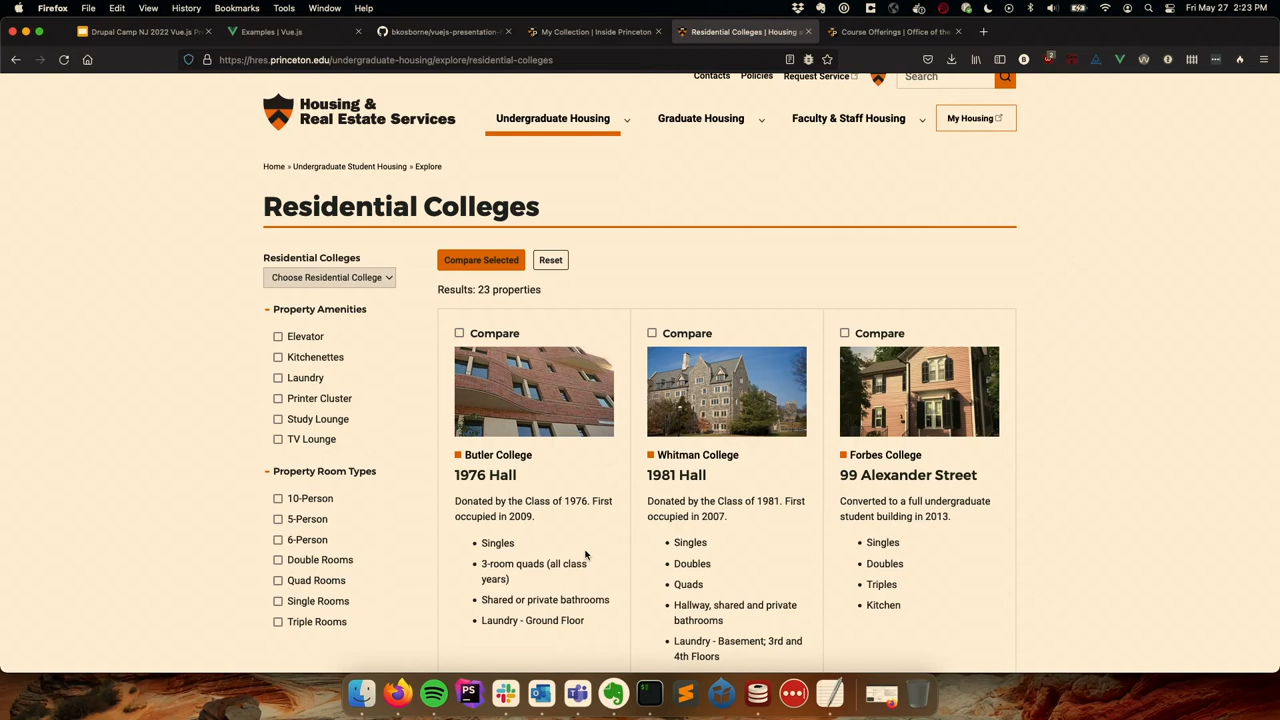 Firefox File Edit View History Bookmarks Tools Window Help Fri May 27 2:23 PM
Drupal Camp NJ 2022 Vue.js Pr
Examples | Vue.js
bkosborne/vuejs-presentation-
My Collection | Inside Princeton
Residential Colleges | Housing
Course Offerings | Office of the
https://hres.princeton.edu/undergraduate-housing/explore/residential-colleges
Contacts Policies Request Service Search
Housing &
Real Estate Services
Undergraduate Housing Graduate Housing Faculty & Staff Housing My Housing
Home » Undergraduate Student Housing » Explore
Residential Colleges
Residential Colleges
Choose Residential College
Property Amenities
Elevator
Kitchenettes
Laundry
Printer Cluster
Study Lounge
TV Lounge
Property Room Types
10-Person
5-Person
6-Person
Double Rooms
Quad Rooms
Single Rooms
Triple Rooms
Compare Selected Reset
Results: 23 properties
Compare
Butler College
1976 Hall
Donated by the Class of 1976. First
occupied in 2009.
• Singles
• 3-room quads (all class
years)
• Shared or private bathrooms
• Laundry - Ground Floor
Compare
Whitman College
1981 Hall
Donated by the Class of 1981. First
occupied in 2007.
• Singles
• Doubles
• Quads
• Hallway, shared and private
bathrooms
• Laundry - Basement; 3rd and
4th Floors
Compare
Forbes College
99 Alexander Street
Converted to a full undergraduate
student building in 2013.
• Singles
• Doubles
• Triples
• Kitchen
PS